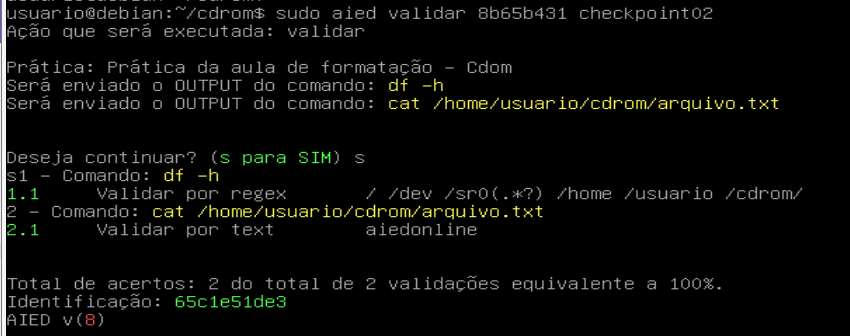 usuario@debian:~/cdrom$ sudo aied validar 8b65b431 checkpoint02
Ação que será executada: validar
Prática: Prática da aula de formatação - Cdom
Será enviado o OUTPUT do comando: df -h
Será enviado o OUTPUT do comando: cat /home/usuario/cdrom/arquivo.txt
Deseja continuar? (s para SIM) s
s1 - Comando: df -h
1.1 Validar por regex / /dev /sr0(.*?) /home /usuario /cdrom/
2 - Comando: cat /home/usuario/cdrom/arquivo.txt
2.1 Validar por text aiedonline
Total de acertos: 2 do total de 2 validações equivalente a 100%.
Identificação: 65c1e51de3
AIED v(8)